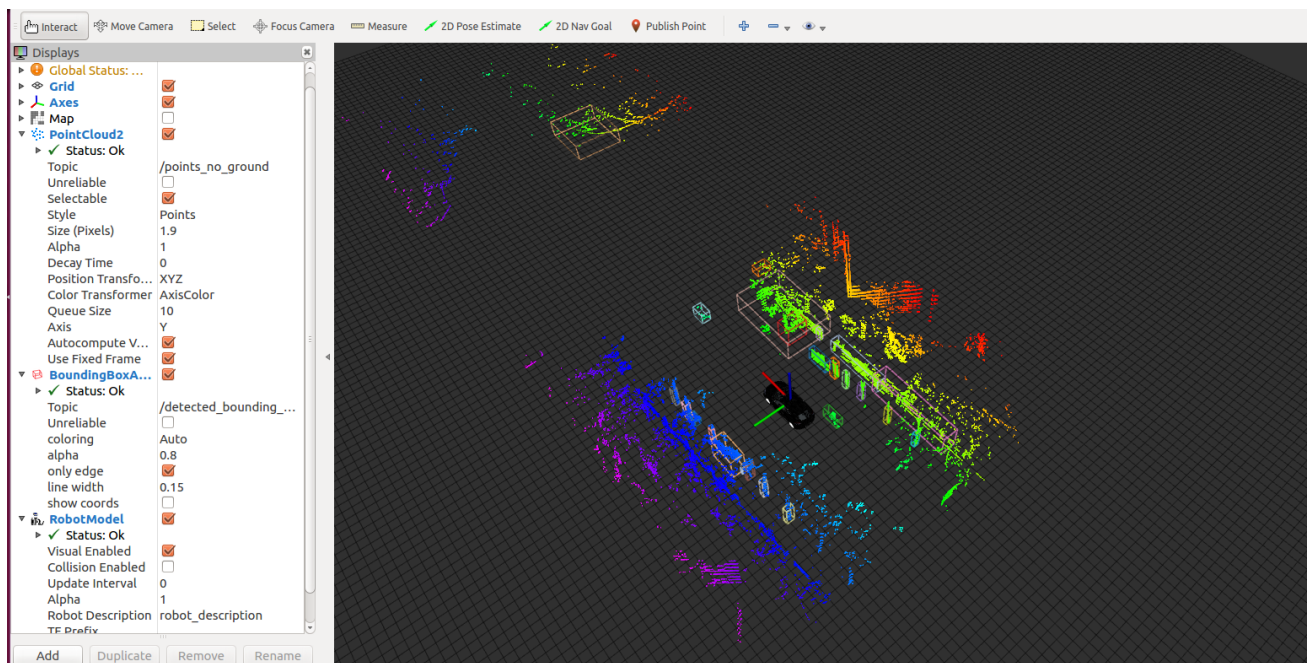 Interact Move Camera Select Focus Camera Measure 2D Pose Estimate 2D Nav Goal Publish Point
Displays
Global Status: ...
Grid
Axes
Map
PointCloud2
Status: Ok
Topic /points_no_ground
Unreliable
Selectable
Style Points
Size (Pixels) 1.9
Alpha 1
Decay Time 0
Position Transfo... XYZ
Color Transformer AxisColor
Queue Size 10
Axis Y
Autocompute V...
Use Fixed Frame
BoundingBoxA...
Status: Ok
Topic /detected_bounding_...
Unreliable
coloring Auto
alpha 0.8
only edge
line width 0.15
show coords
RobotModel
Status: Ok
Visual Enabled
Collision Enabled
Update Interval 0
Alpha 1
Robot Description robot_description
TF Prefix
Add Duplicate Remove Rename